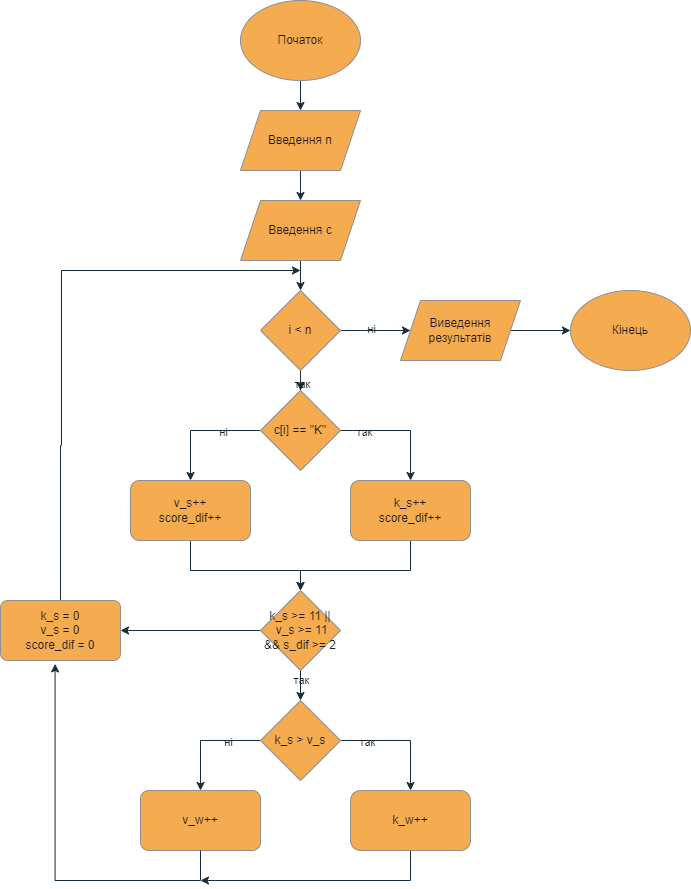 Початок
Введення n
Введення c
i < n
ні
Виведення
результатів
Кінець
так
c[i] == "K"
ні
так
v_s++
score_dif++
k_s++
score_dif++
k_s >= 11 ||
v_s >= 11
&& s_dif >= 2
k_s = 0
v_s = 0
score_dif = 0
так
k_s > v_s
ні
так
v_w++
k_w++